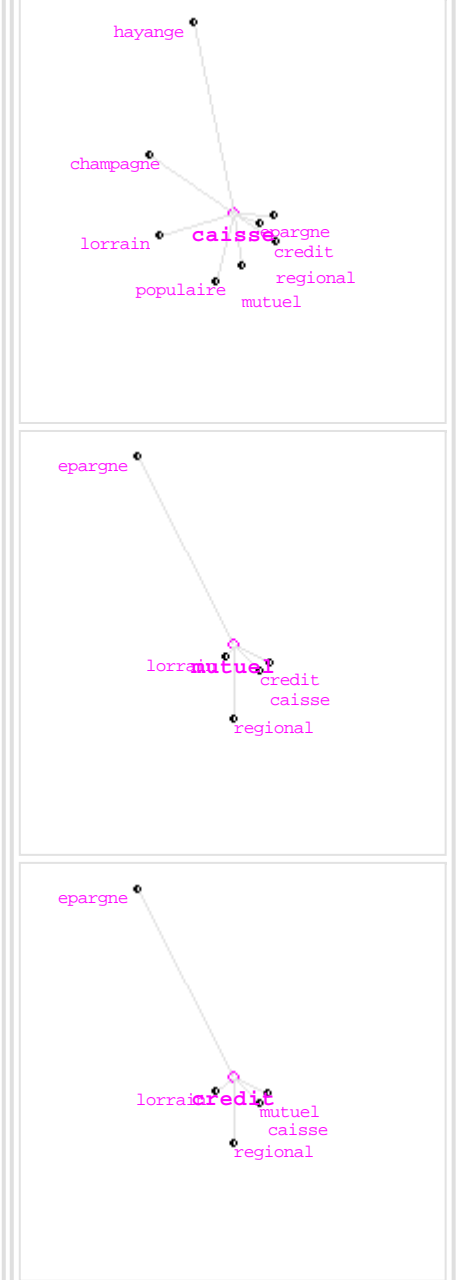 hayange
champagne
epargne
caisse
lorrain
credit
regional
populaire
mutuel
epargne
lorrain
mutuel
credit
caisse
regional
epargne
lorrain
credit
mutuel
caisse
regional